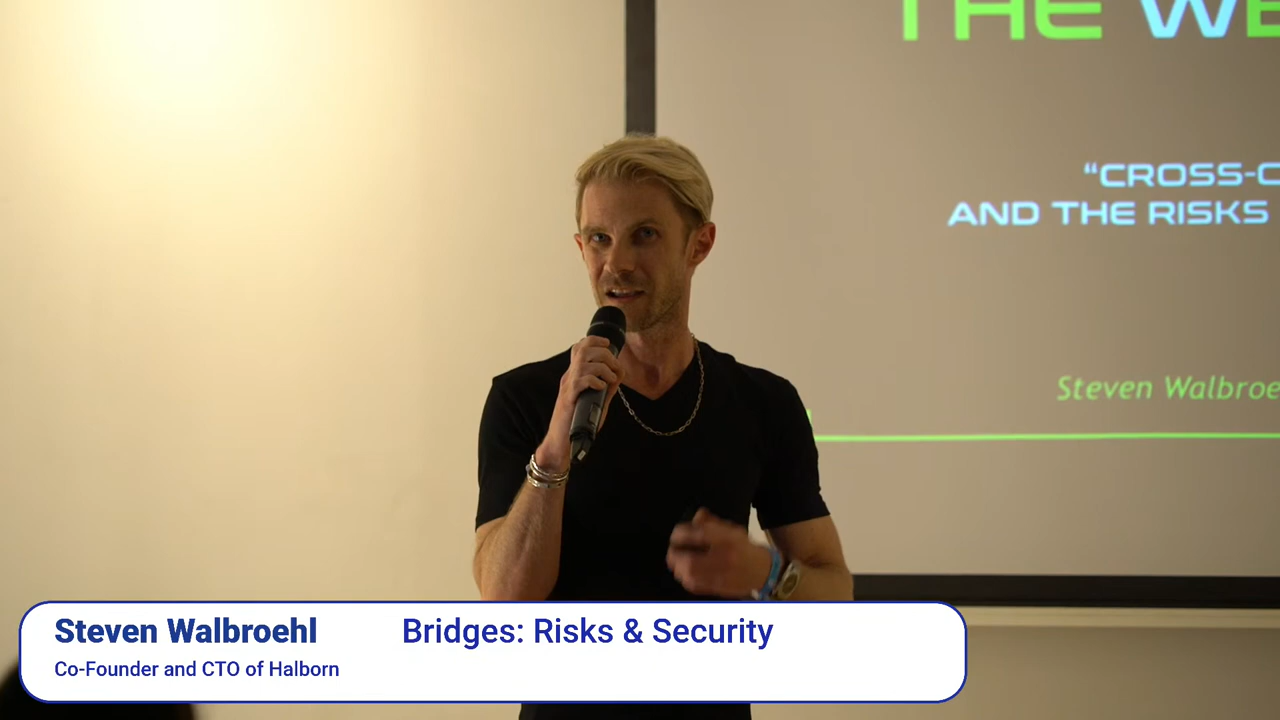 THE WE
“CROSS-C
AND THE RISKS
Steven Walbroe
Steven Walbroehl
Bridges: Risks & Security
Co-Founder and CTO of Halborn